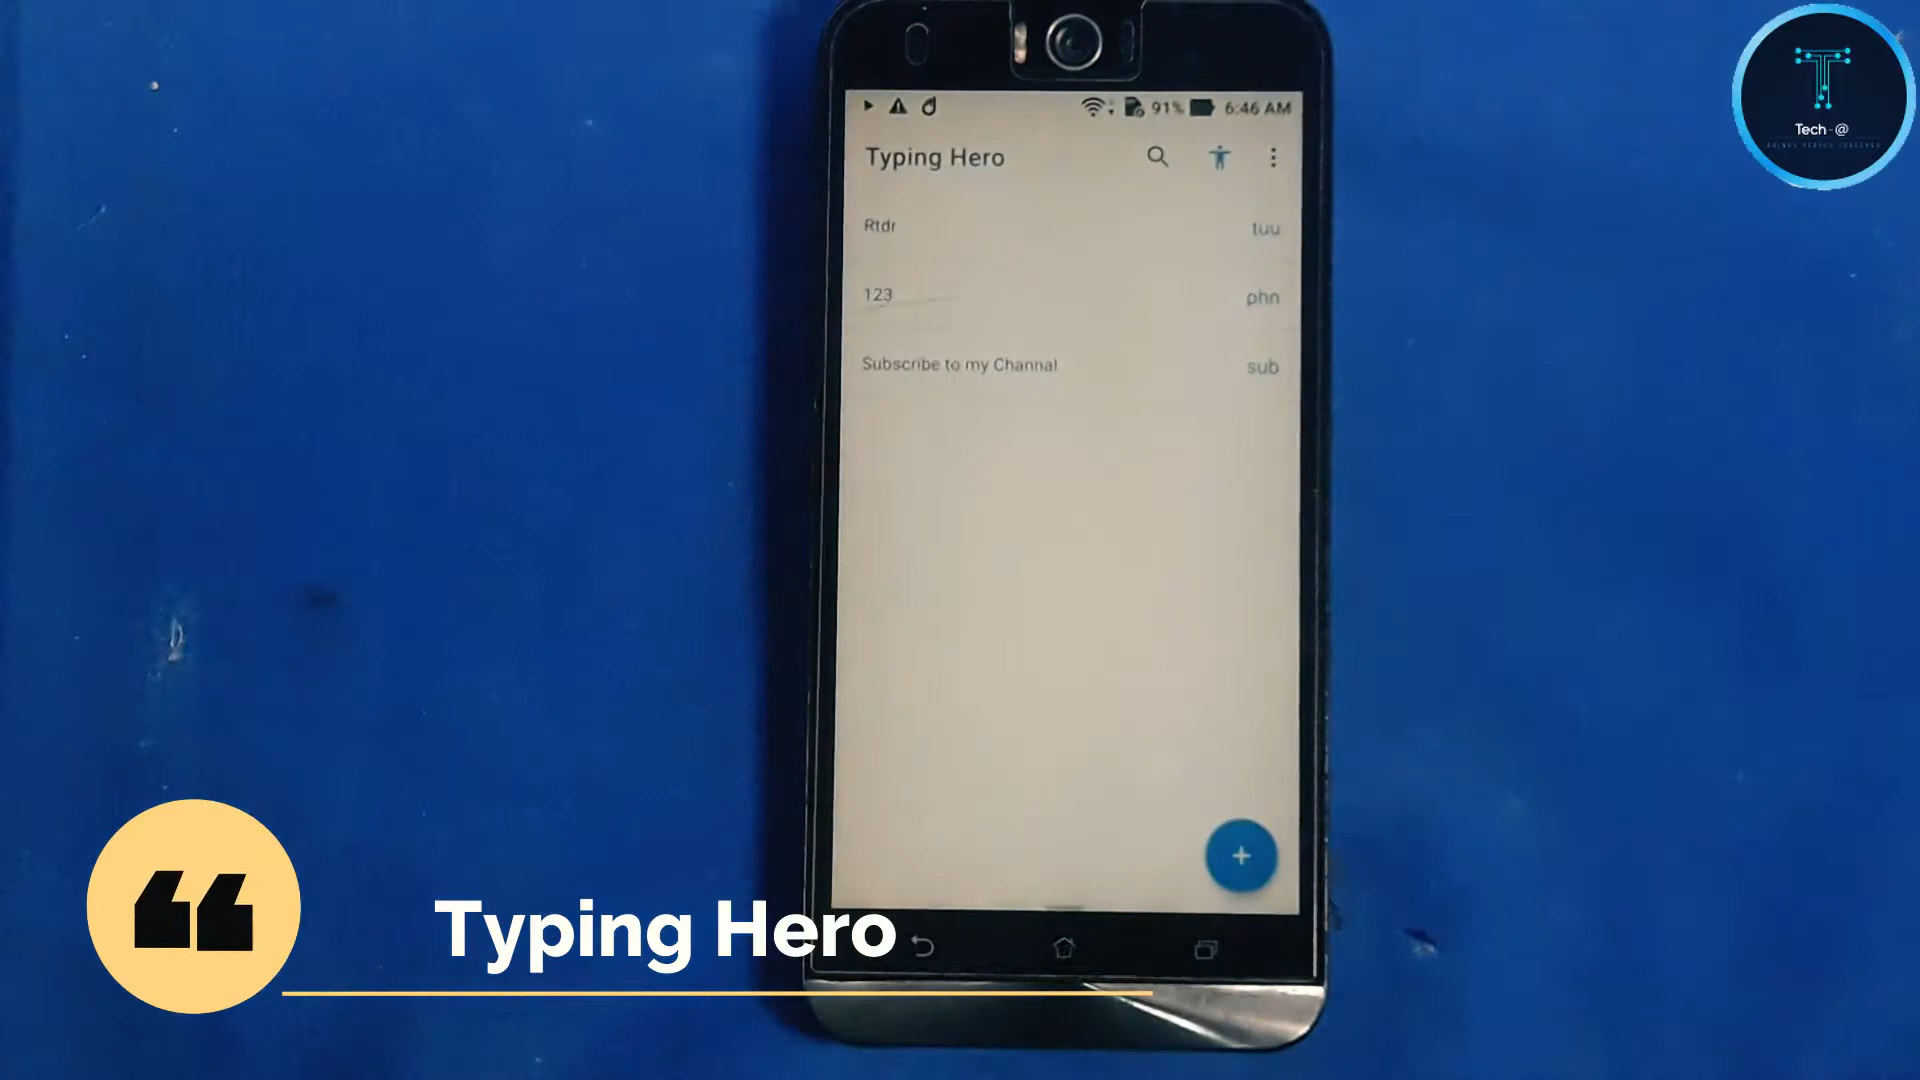 91% 6:46 AM
Typing Hero
Rtdr tuu
123 phn
Subscribe to my Channal sub
+
Tech-@
Typing Hero